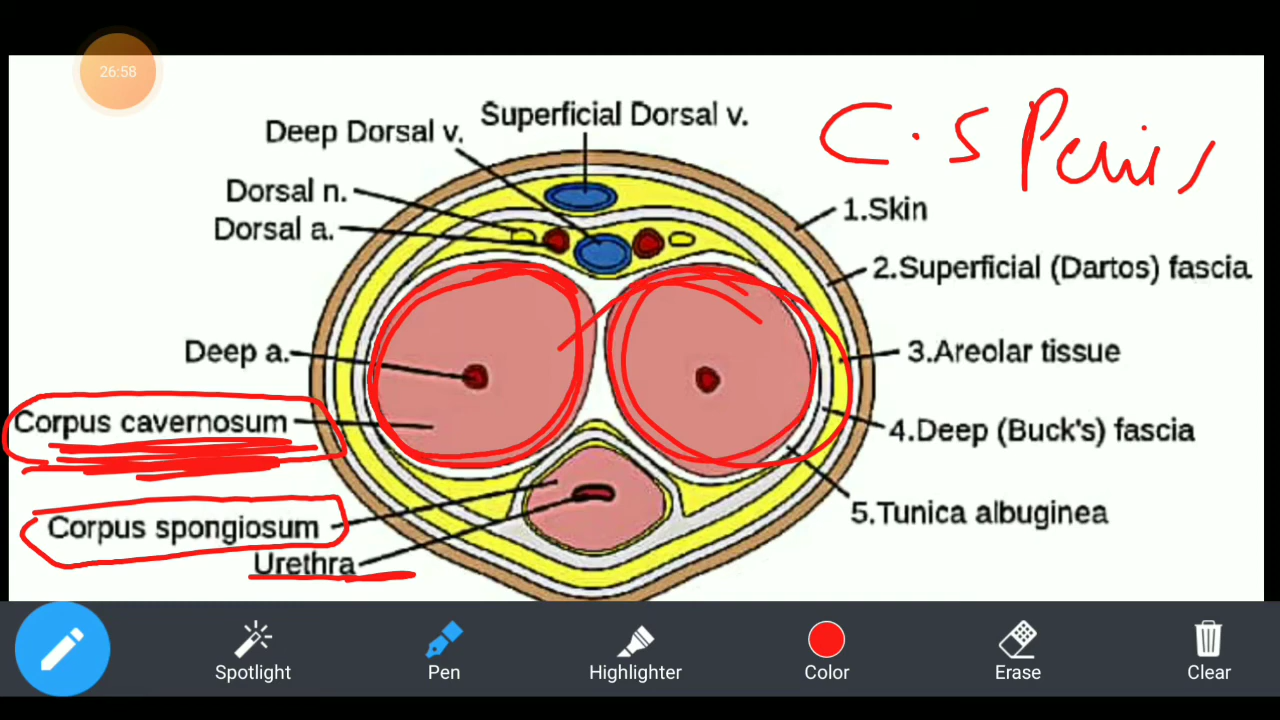 26:58
Superficial Dorsal v.
Deep Dorsal v.
C.S Penis
Dorsal n.
1.Skin
Dorsal a.
2.Superficial (Dartos) fascia
Deep a.
3.Areolar tissue
Corpus cavernosum
4.Deep (Buck's) fascia
5.Tunica albuginea
Corpus spongiosum
Urethra
Spotlight
Pen
Highlighter
Color
Erase
Clear